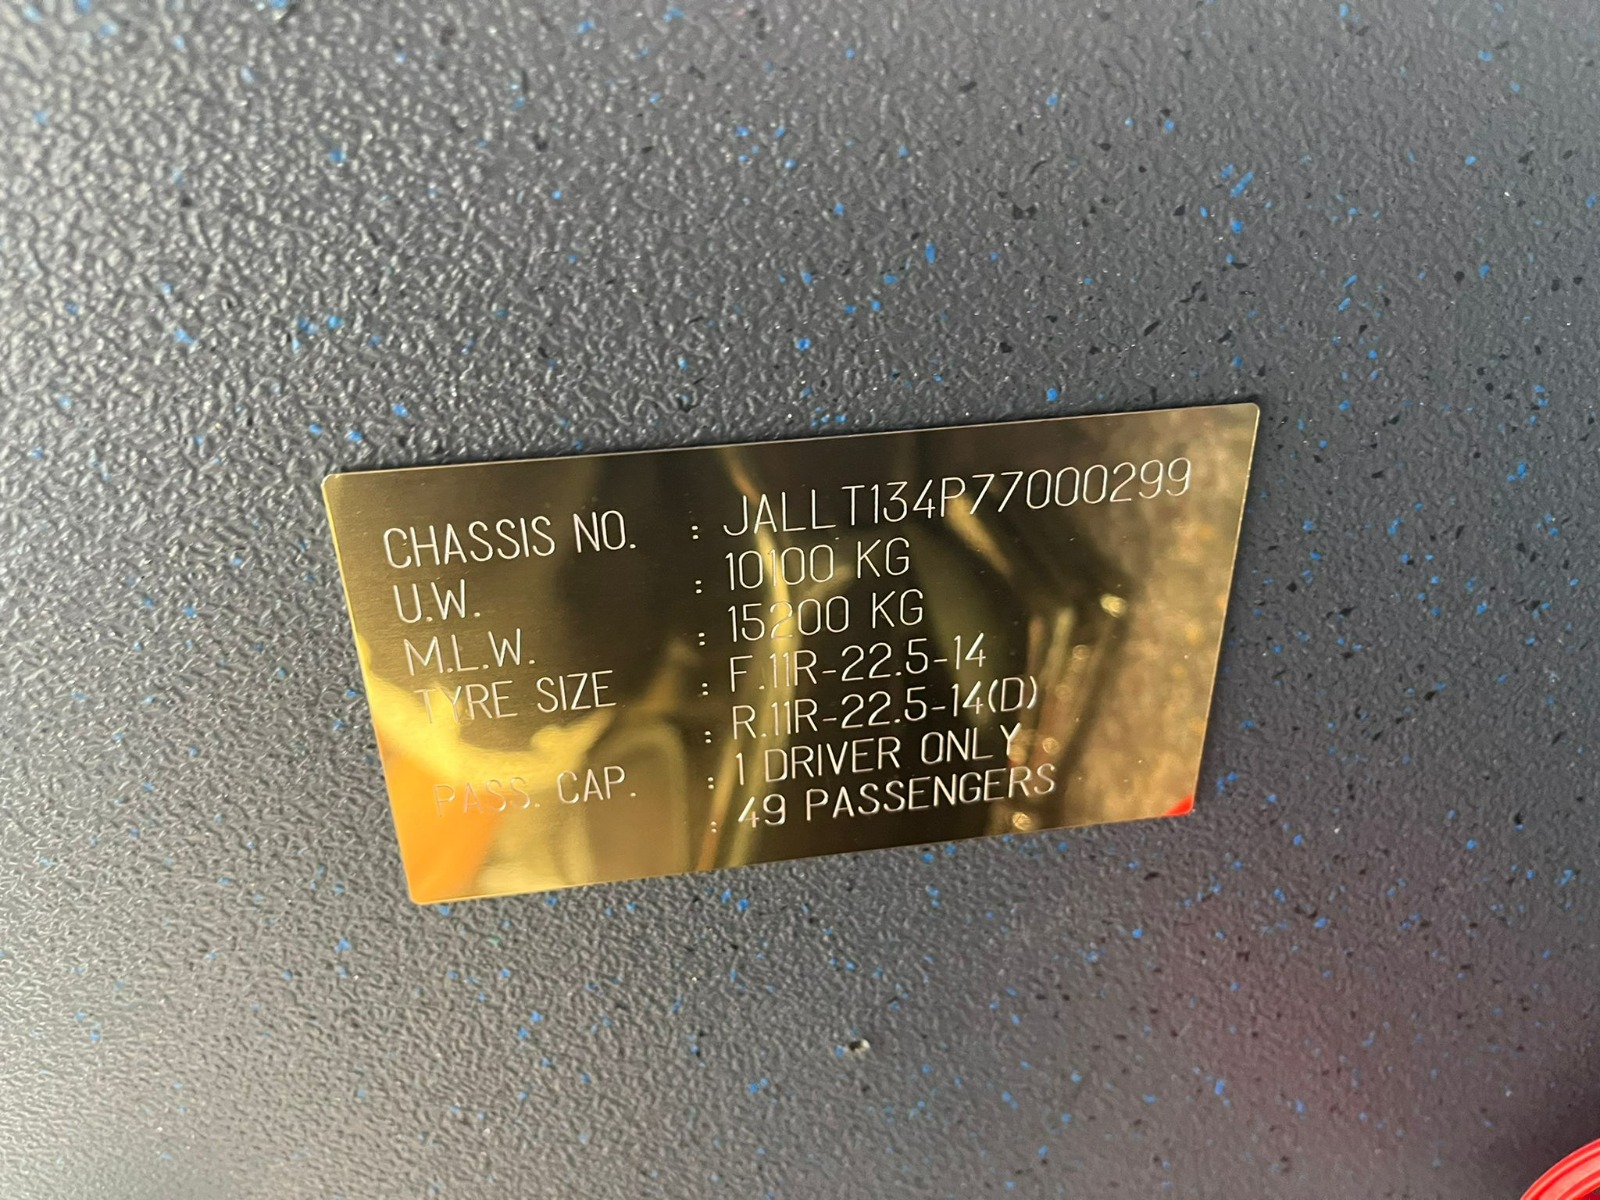 CHASSIS NO. : JALLT134P77000299
U.W. : 10100 KG
M.L.W. : 15200 KG
TYRE SIZE : F.11R-22.5-14
: R.11R-22.5-14(D)
PASS. CAP. : 1 DRIVER ONLY
: 49 PASSENGERS